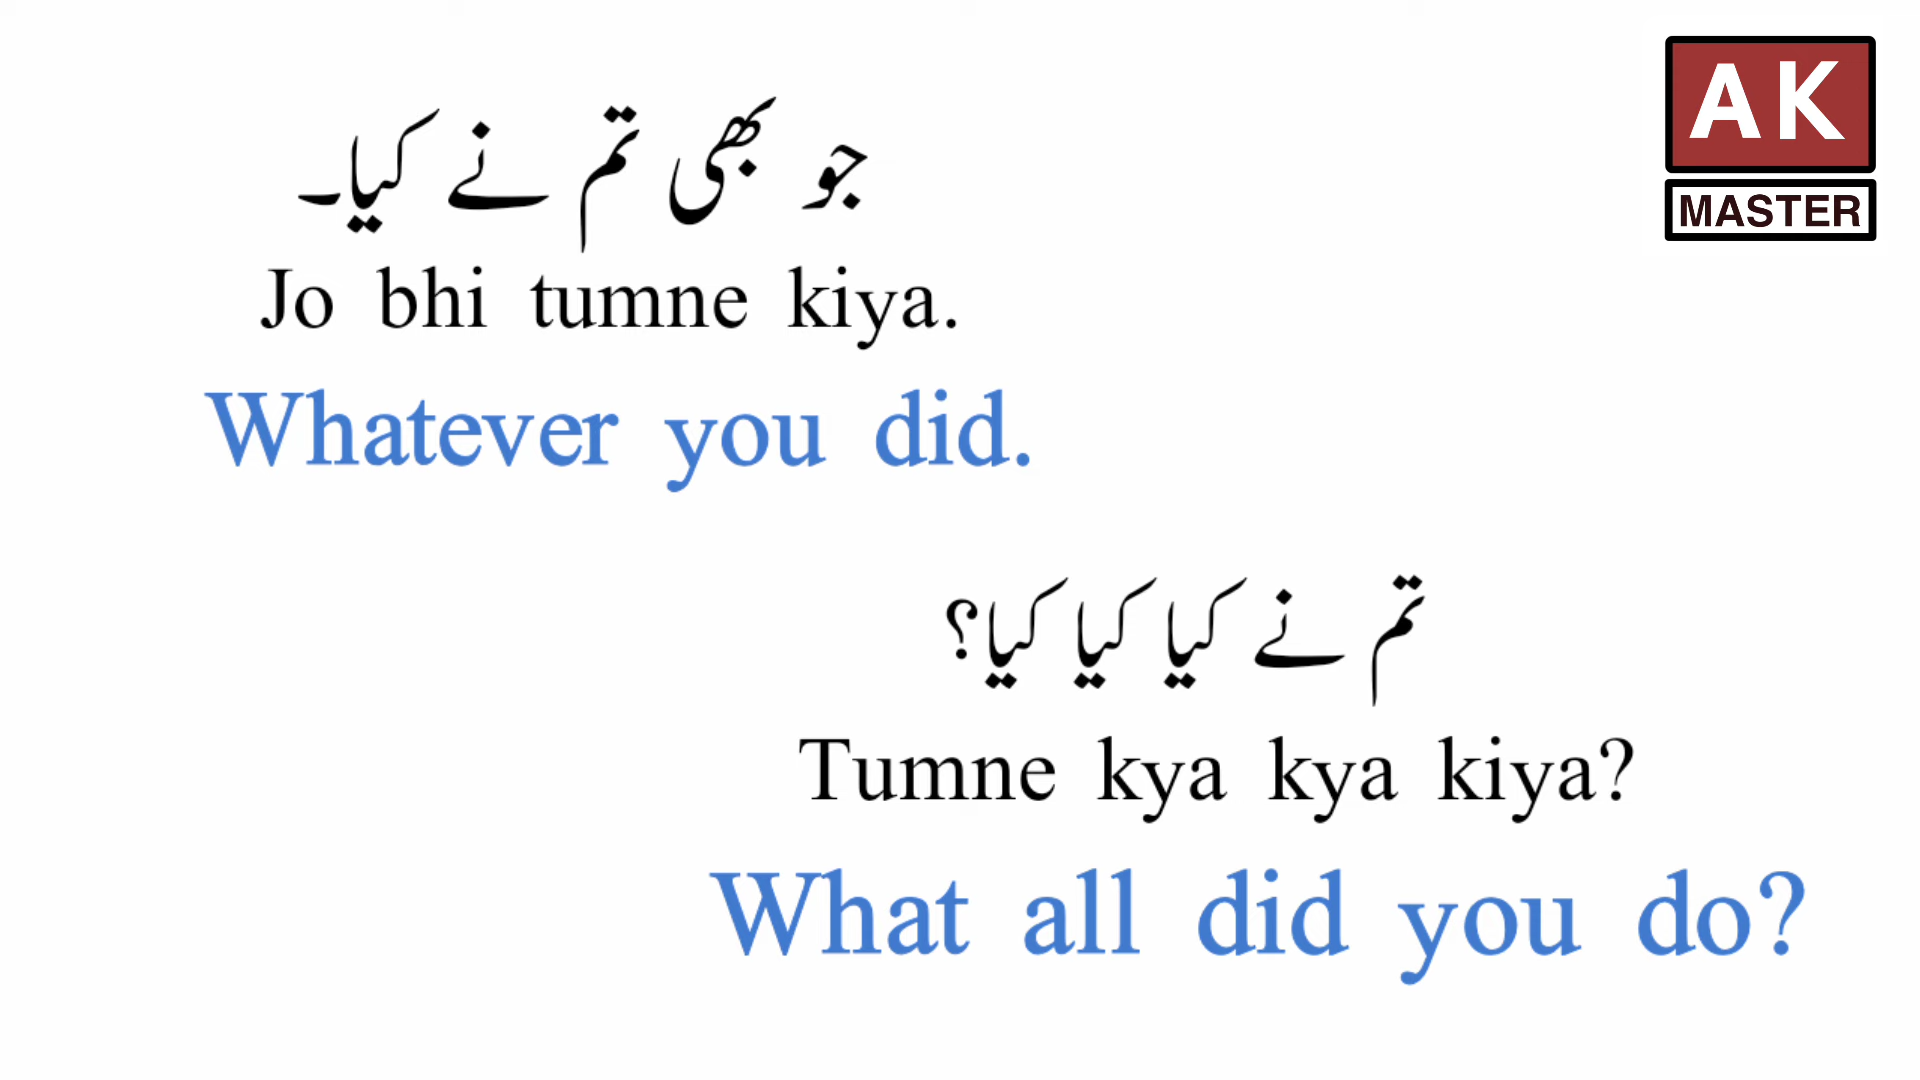 AK
MASTER
جو بھی تم نے کیا۔
Jo bhi tumne kiya.
Whatever you did.
تم نے کیا کیا کیا؟
Tumne kya kya kiya?
What all did you do?